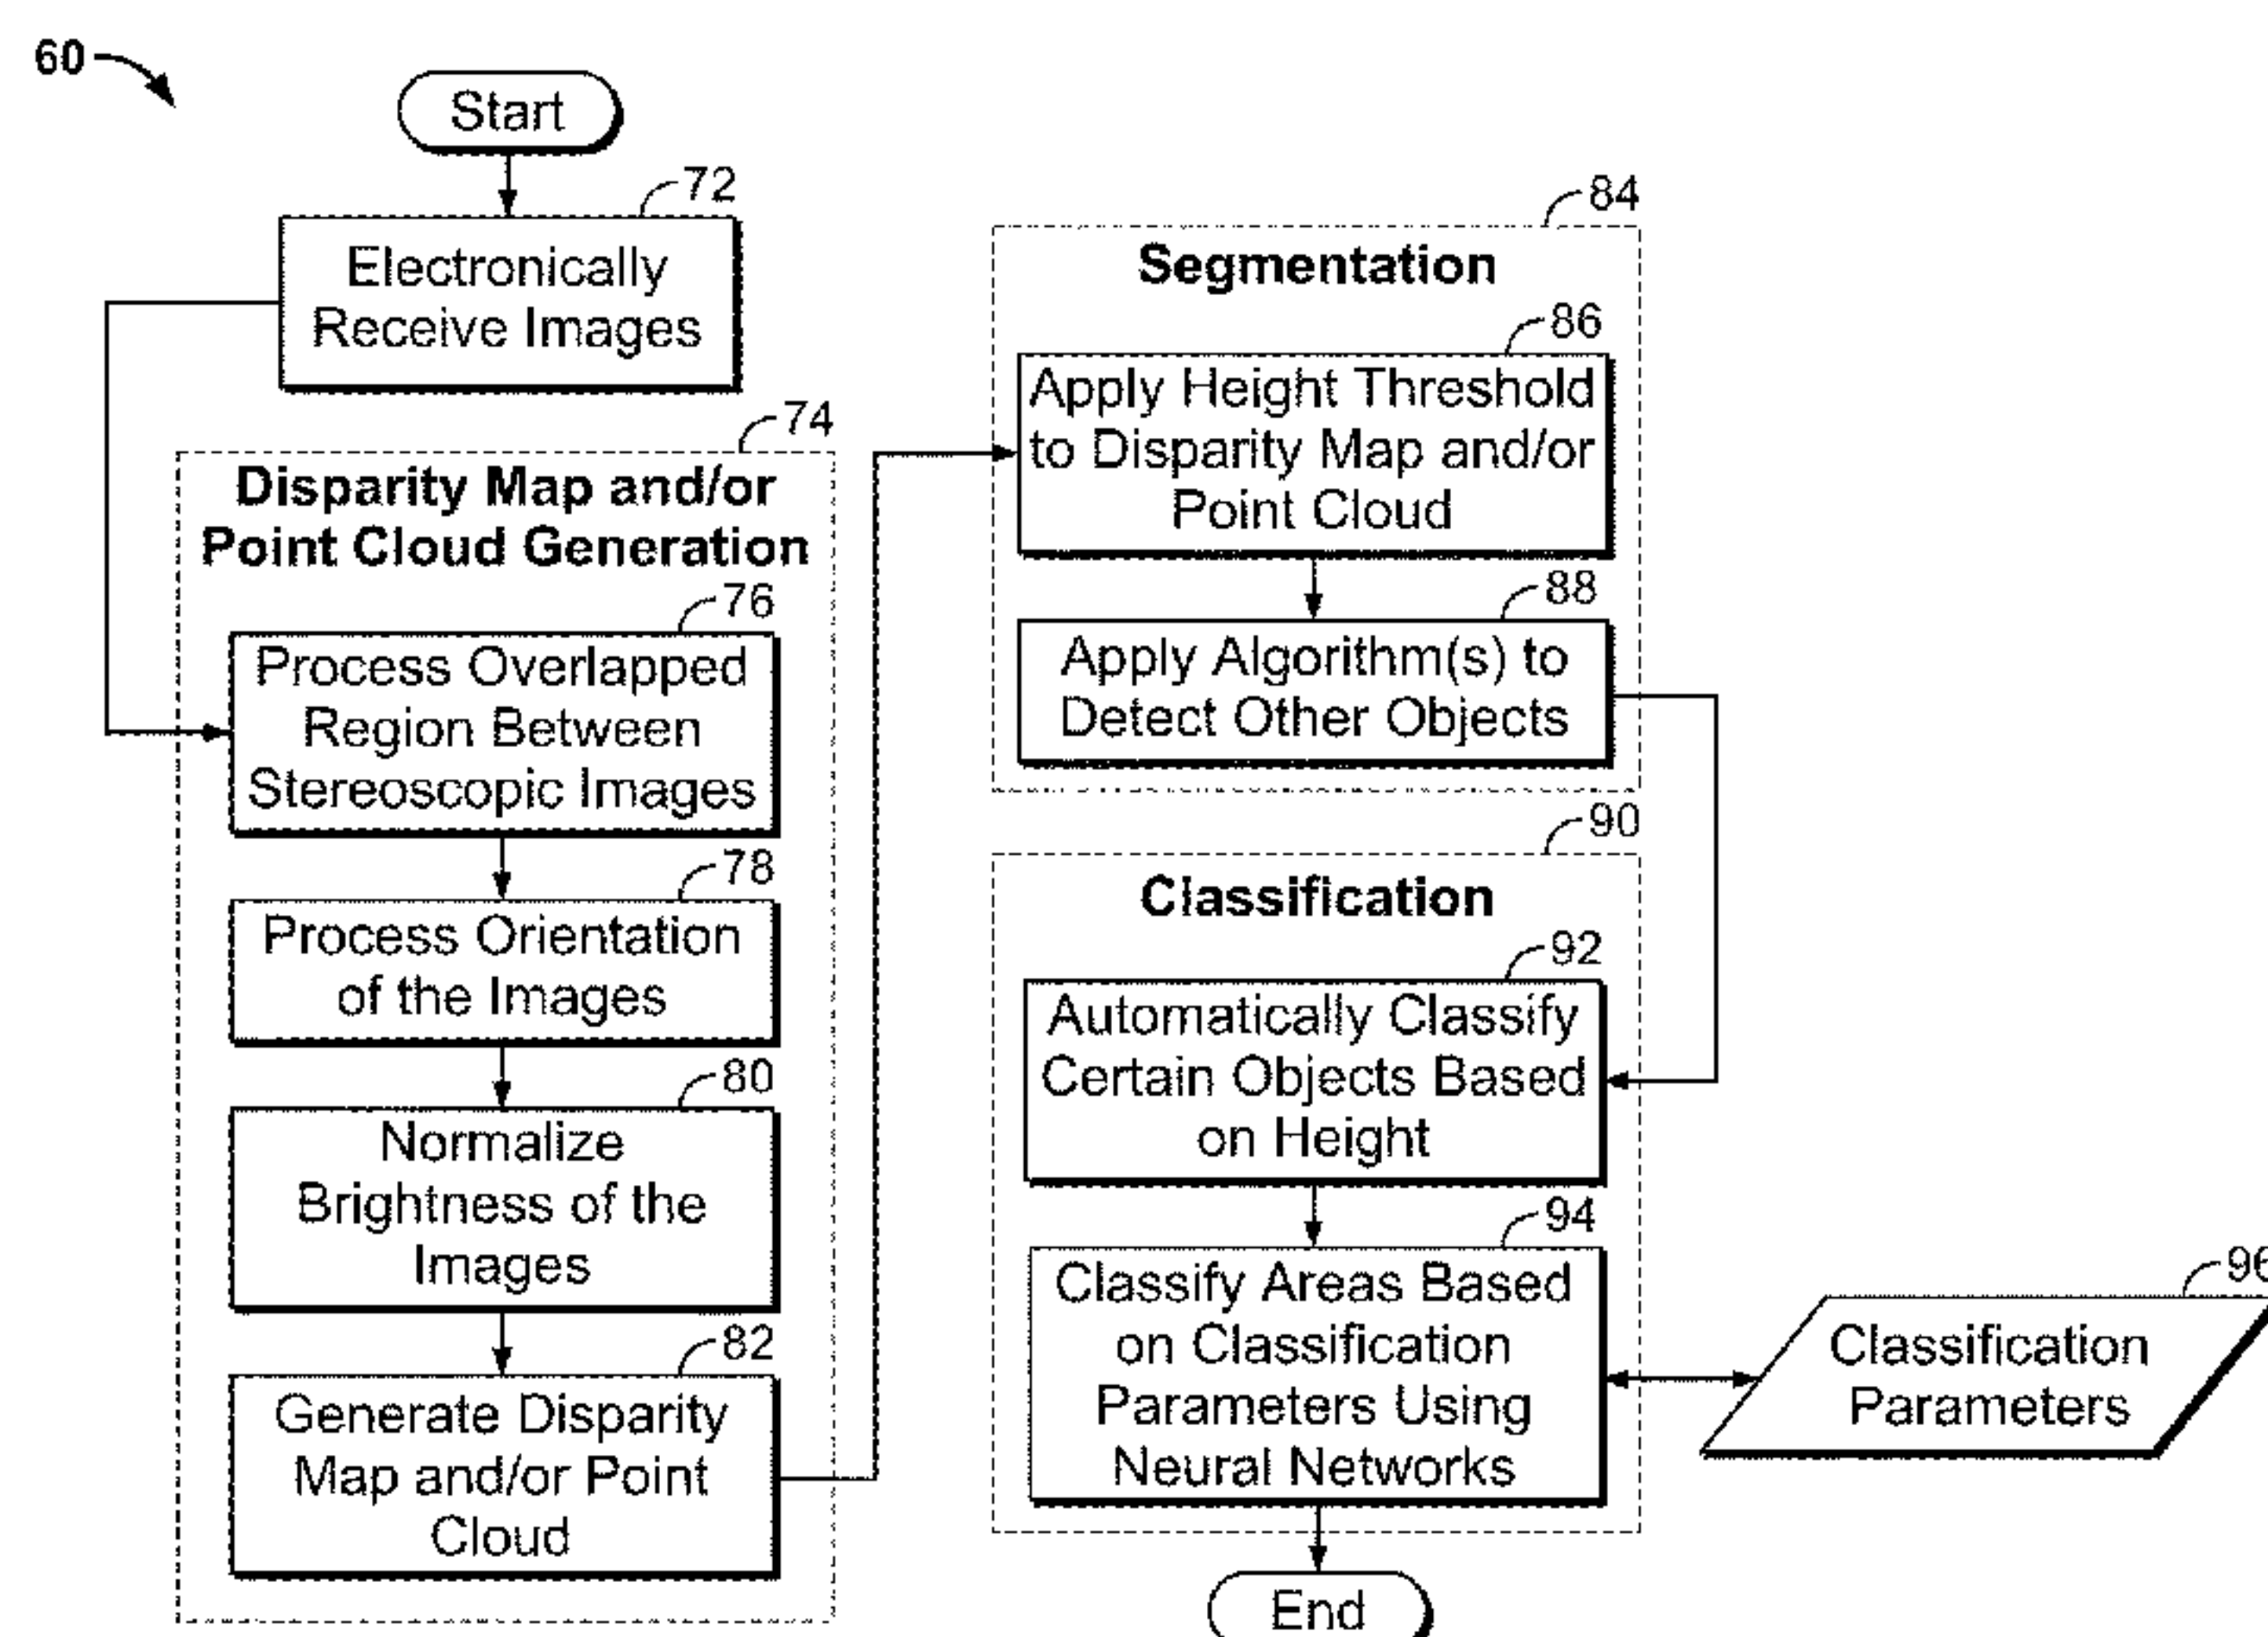 60
Start
72
Electronically
Receive Images
74
Disparity Map and/or
Point Cloud Generation
76
Process Overlapped
Region Between
Stereoscopic Images
78
Process Orientation
of the Images
80
Normalize
Brightness of the
Images
82
Generate Disparity
Map and/or Point
Cloud
84
Segmentation
86
Apply Height Threshold
to Disparity Map and/or
Point Cloud
88
Apply Algorithm(s) to
Detect Other Objects
90
Classification
92
Automatically Classify
Certain Objects Based
on Height
94
Classify Areas Based
on Classification
Parameters Using
Neural Networks
96
Classification
Parameters
End